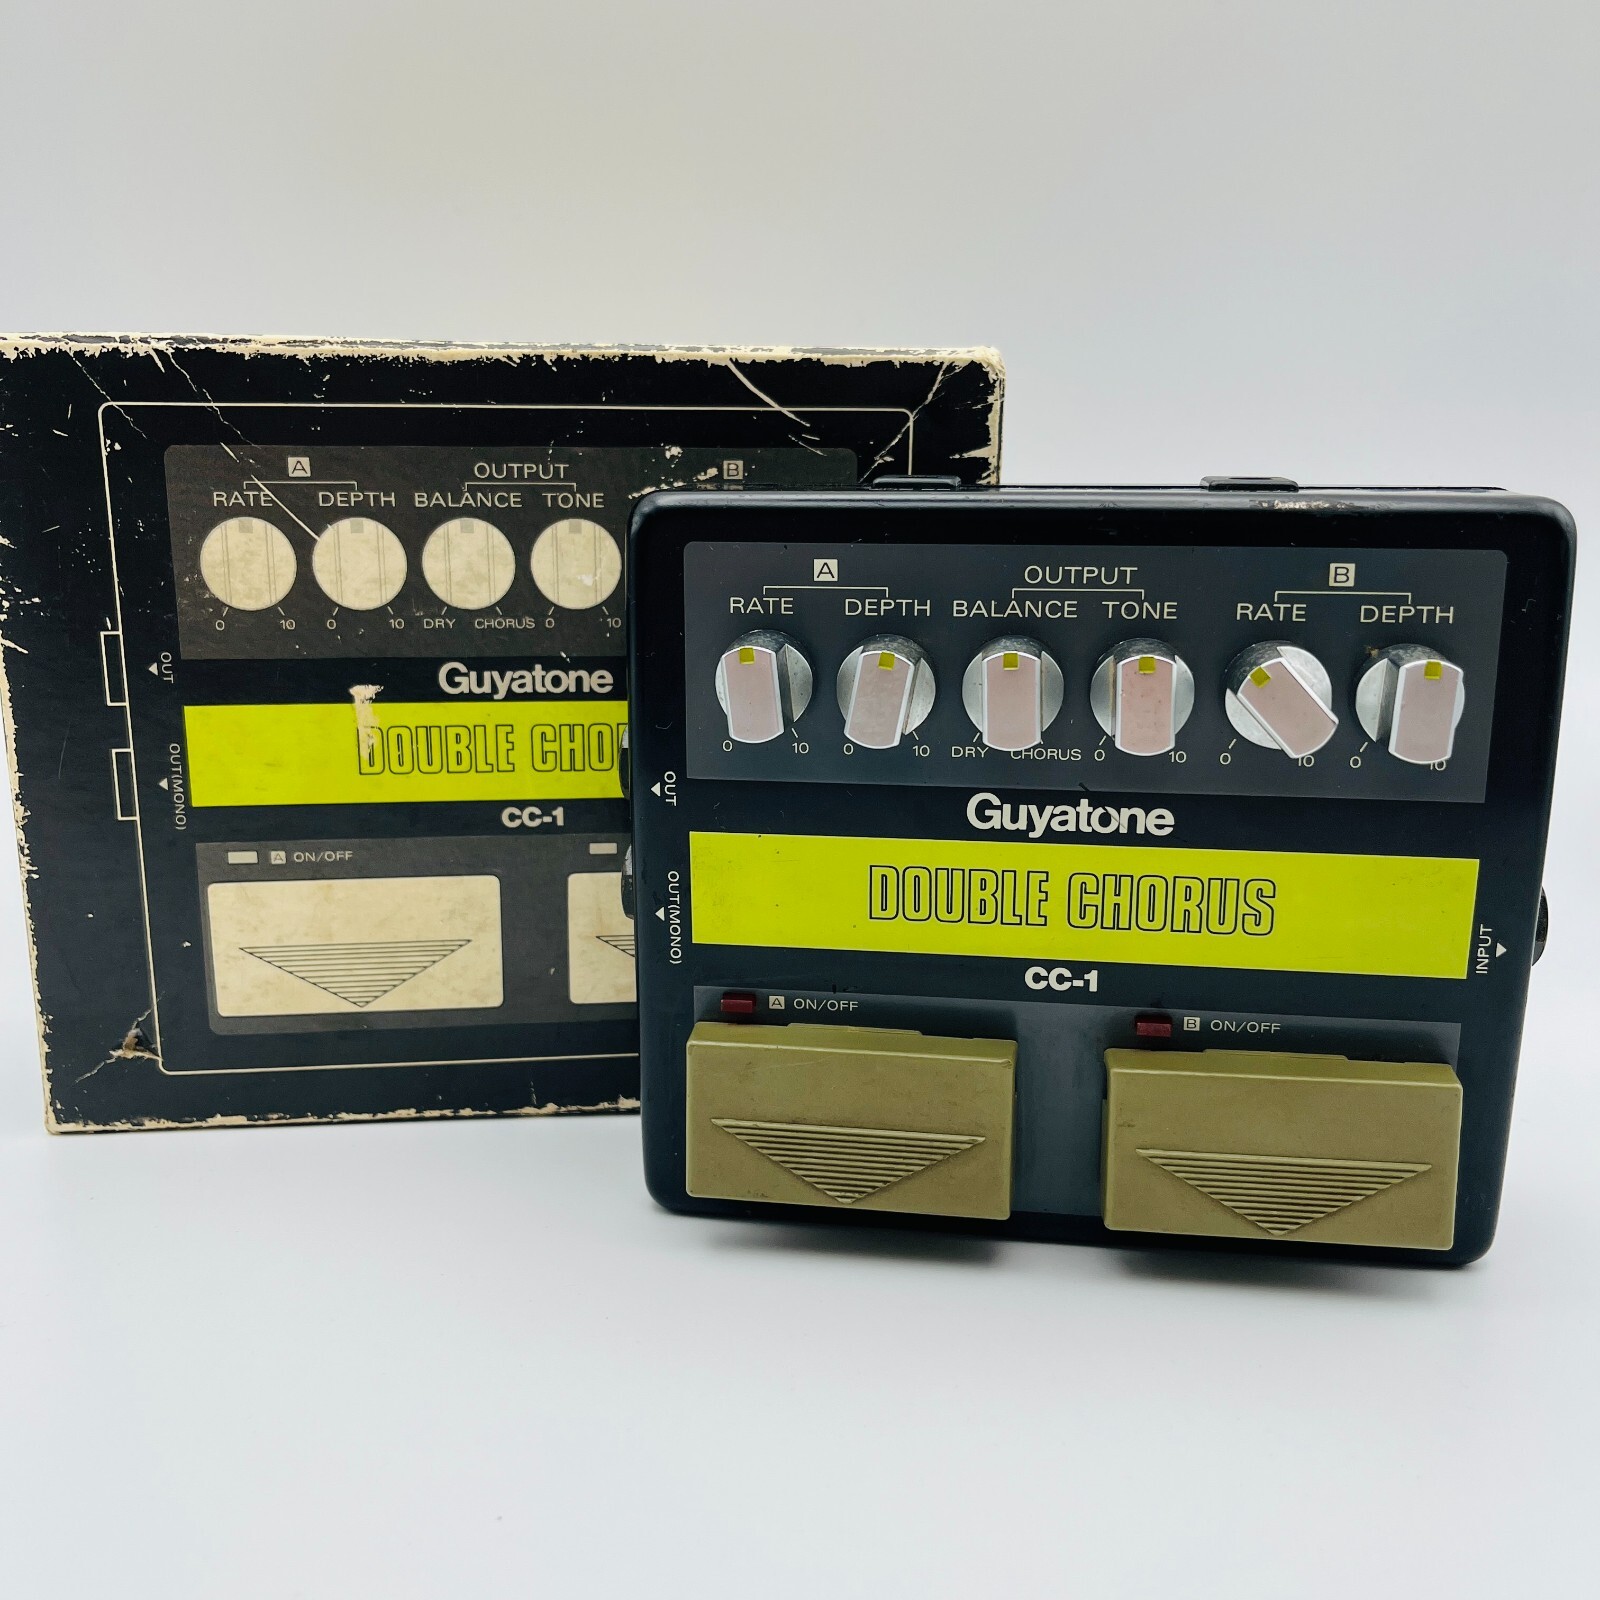 A OUTPUT B
RATE DEPTH BALANCE TONE
0 10 0 10 DRY CHORUS 0 10
OUT
Guyatone
DOUBLE CHO
OUT(MONO)
CC-1
A ON/OFF
A OUTPUT B
RATE DEPTH BALANCE TONE RATE DEPTH
0 10 0 10 DRY CHORUS 0 10 0 10 0 10
OUT
Guyatone
DOUBLE CHORUS
OUT(MONO)
INPUT
CC-1
A ON/OFF B ON/OFF